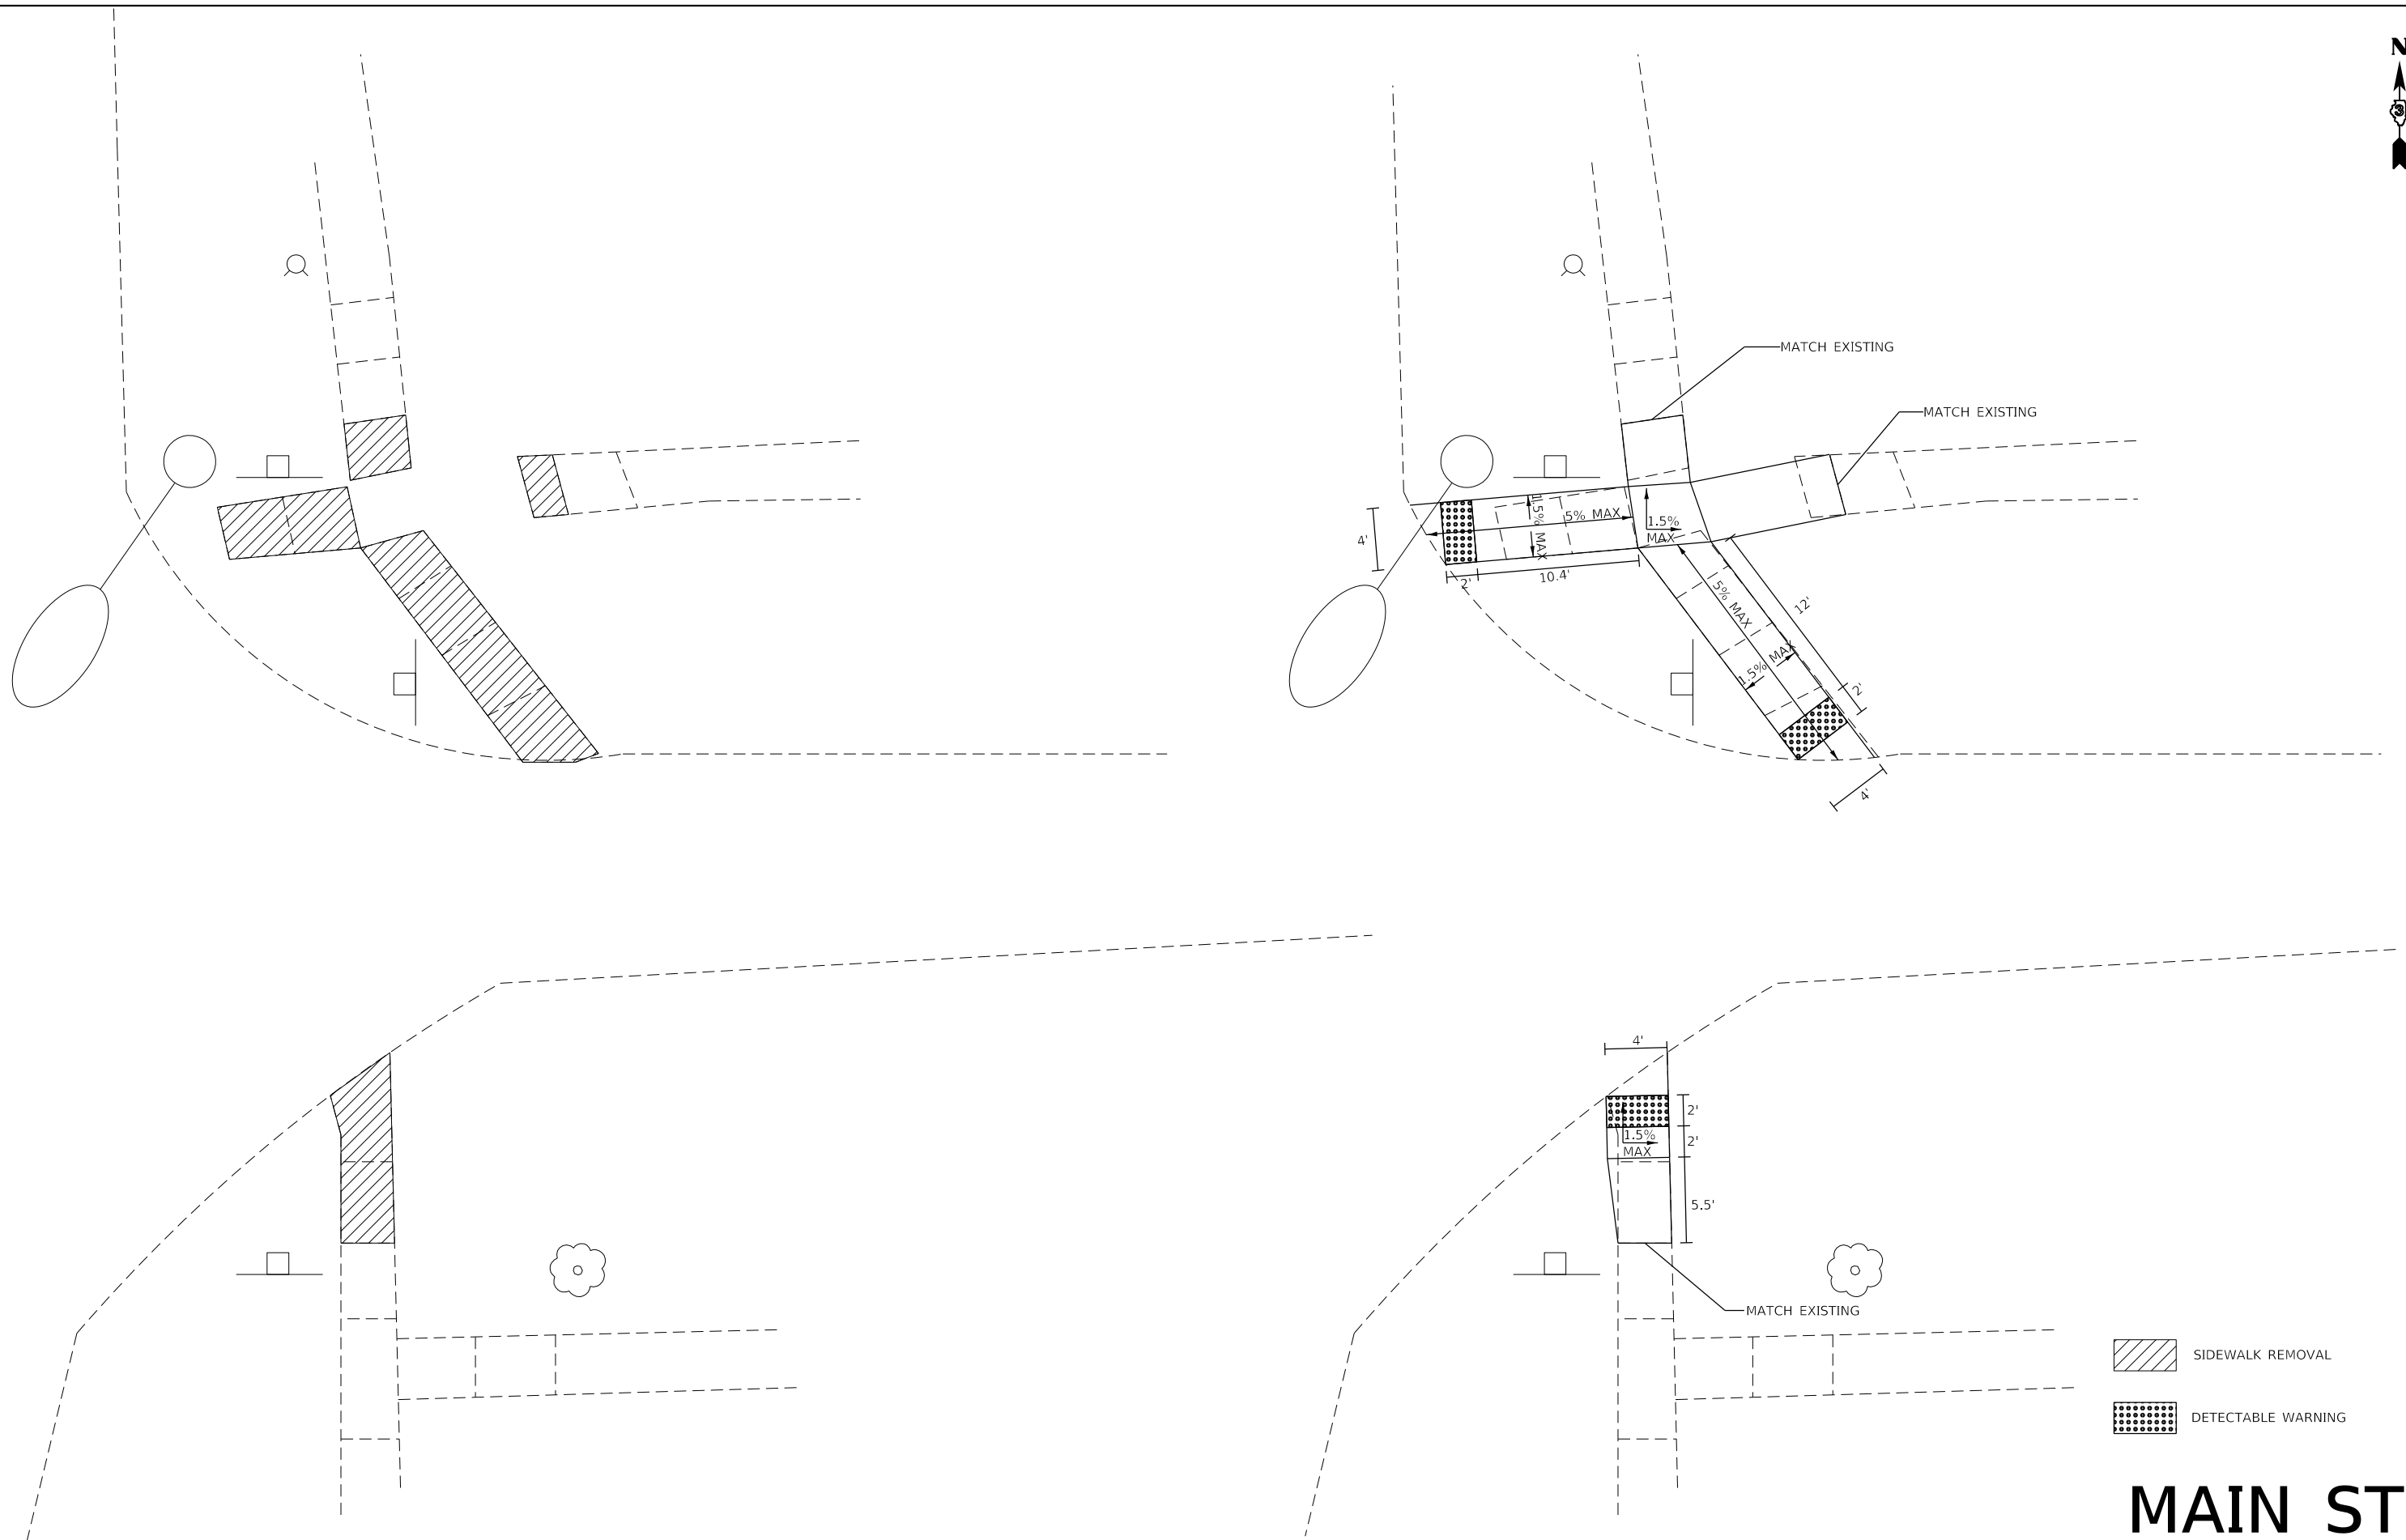 N
3
MATCH EXISTING
MATCH EXISTING
1.5% MAX
5% MAX
1.5%
MAX
4'
2'
10.4'
5% MAX
12'
1.5% MAX
2'
4'
4'
2'
1.5%
MAX
2'
5.5'
MATCH EXISTING
SIDEWALK REMOVAL
DETECTABLE WARNING
MAIN ST